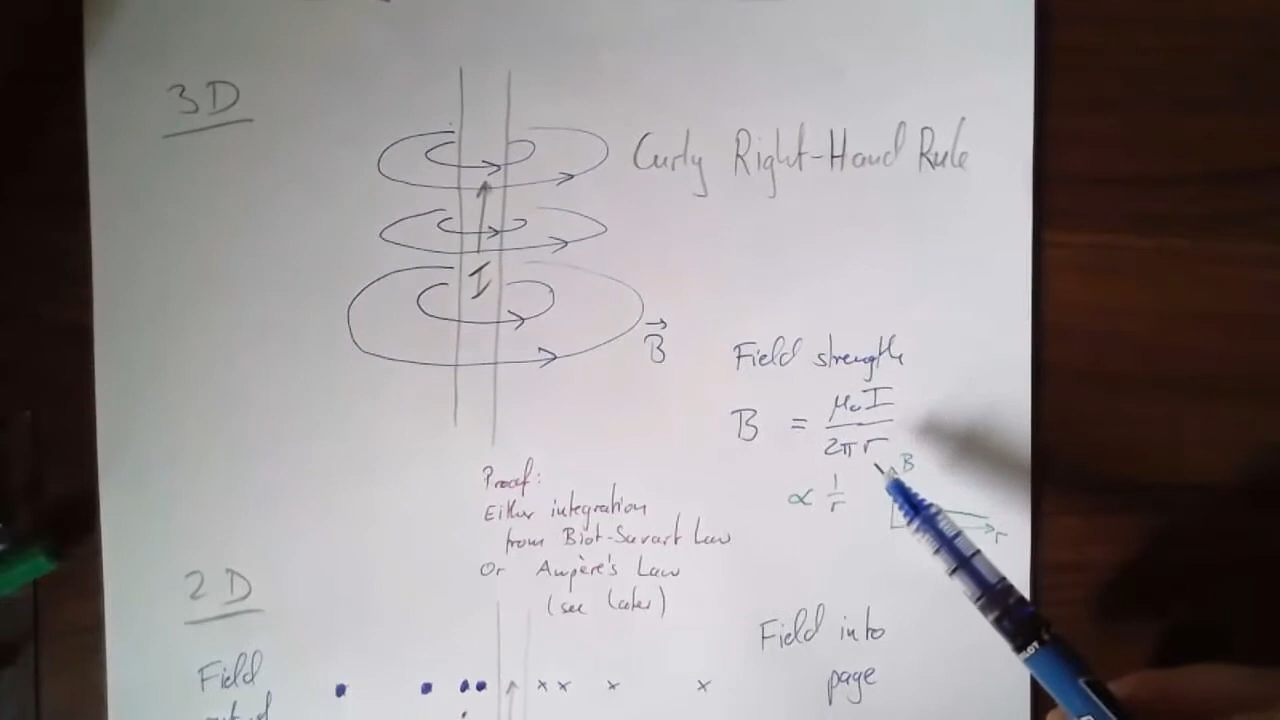 3D
Curly Right-Hand Rule
I
B
Field strength
B = μ₀I / 2πr
∝ 1/r
B
r
Proof:
Either integration
from Biot-Savart Law
Or Ampère's Law
(see later)
2D
Field into
page
Field
x x x x